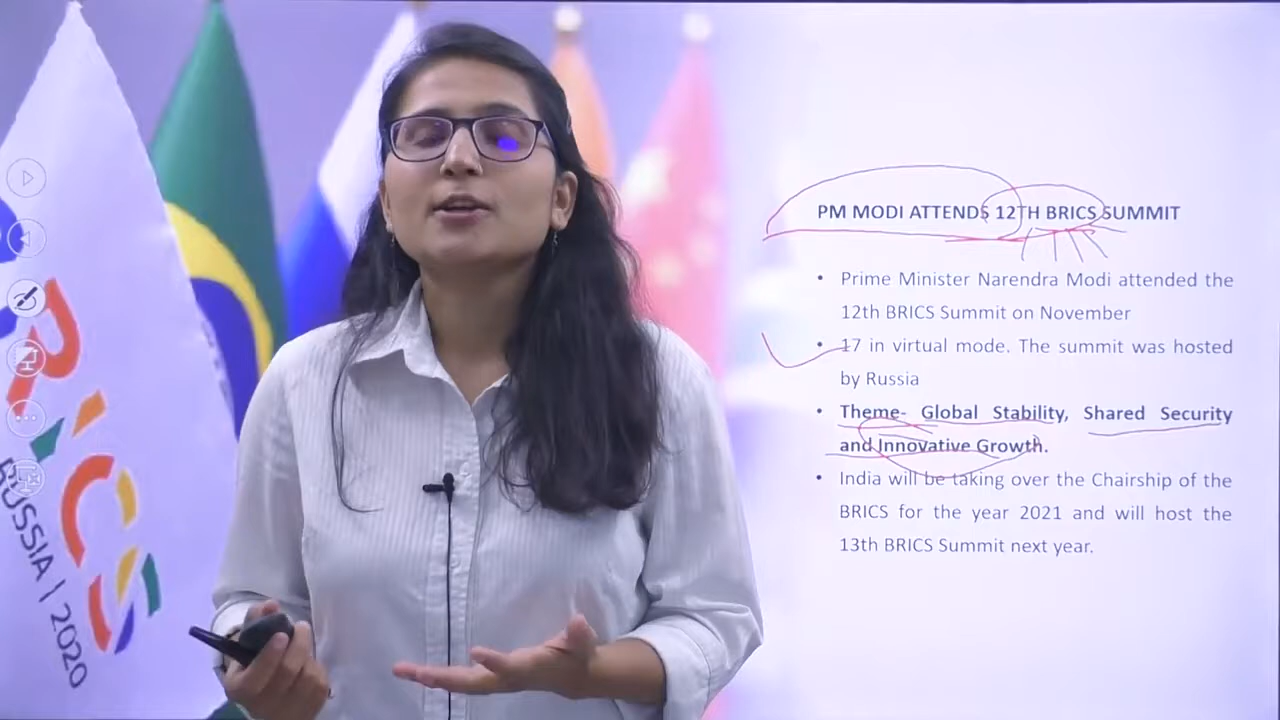 BRICS
RUSSIA | 2020
PM MODI ATTENDS 12TH BRICS SUMMIT
• Prime Minister Narendra Modi attended the
12th BRICS Summit on November
• 17 in virtual mode. The summit was hosted
by Russia
• Theme- Global Stability, Shared Security
and Innovative Growth.
• India will be taking over the Chairship of the
BRICS for the year 2021 and will host the
13th BRICS Summit next year.